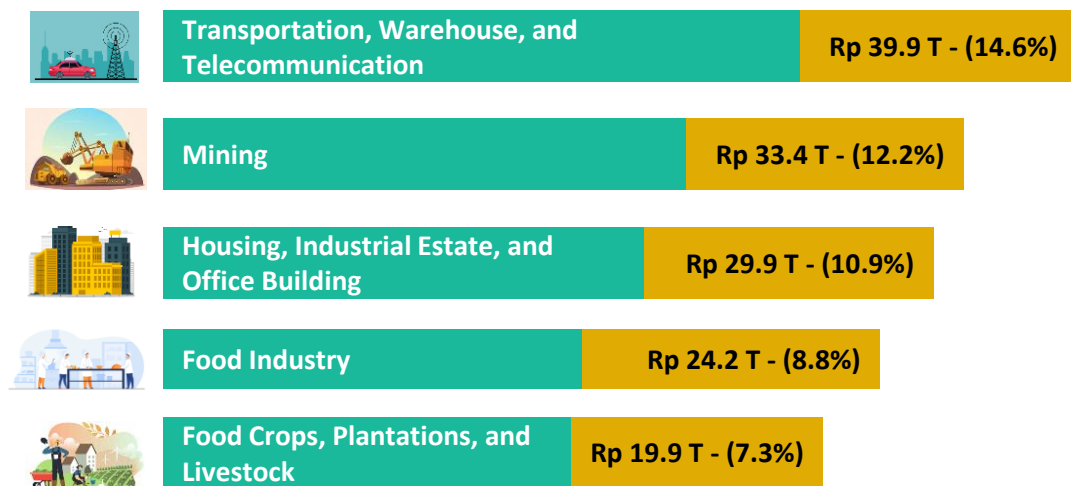 Transportation, Warehouse, and
Telecommunication
Rp 39.9 T - (14.6%)
Mining
Rp 33.4 T - (12.2%)
Housing, Industrial Estate, and
Office Building
Rp 29.9 T - (10.9%)
Food Industry
Rp 24.2 T - (8.8%)
Food Crops, Plantations, and
Livestock
Rp 19.9 T - (7.3%)